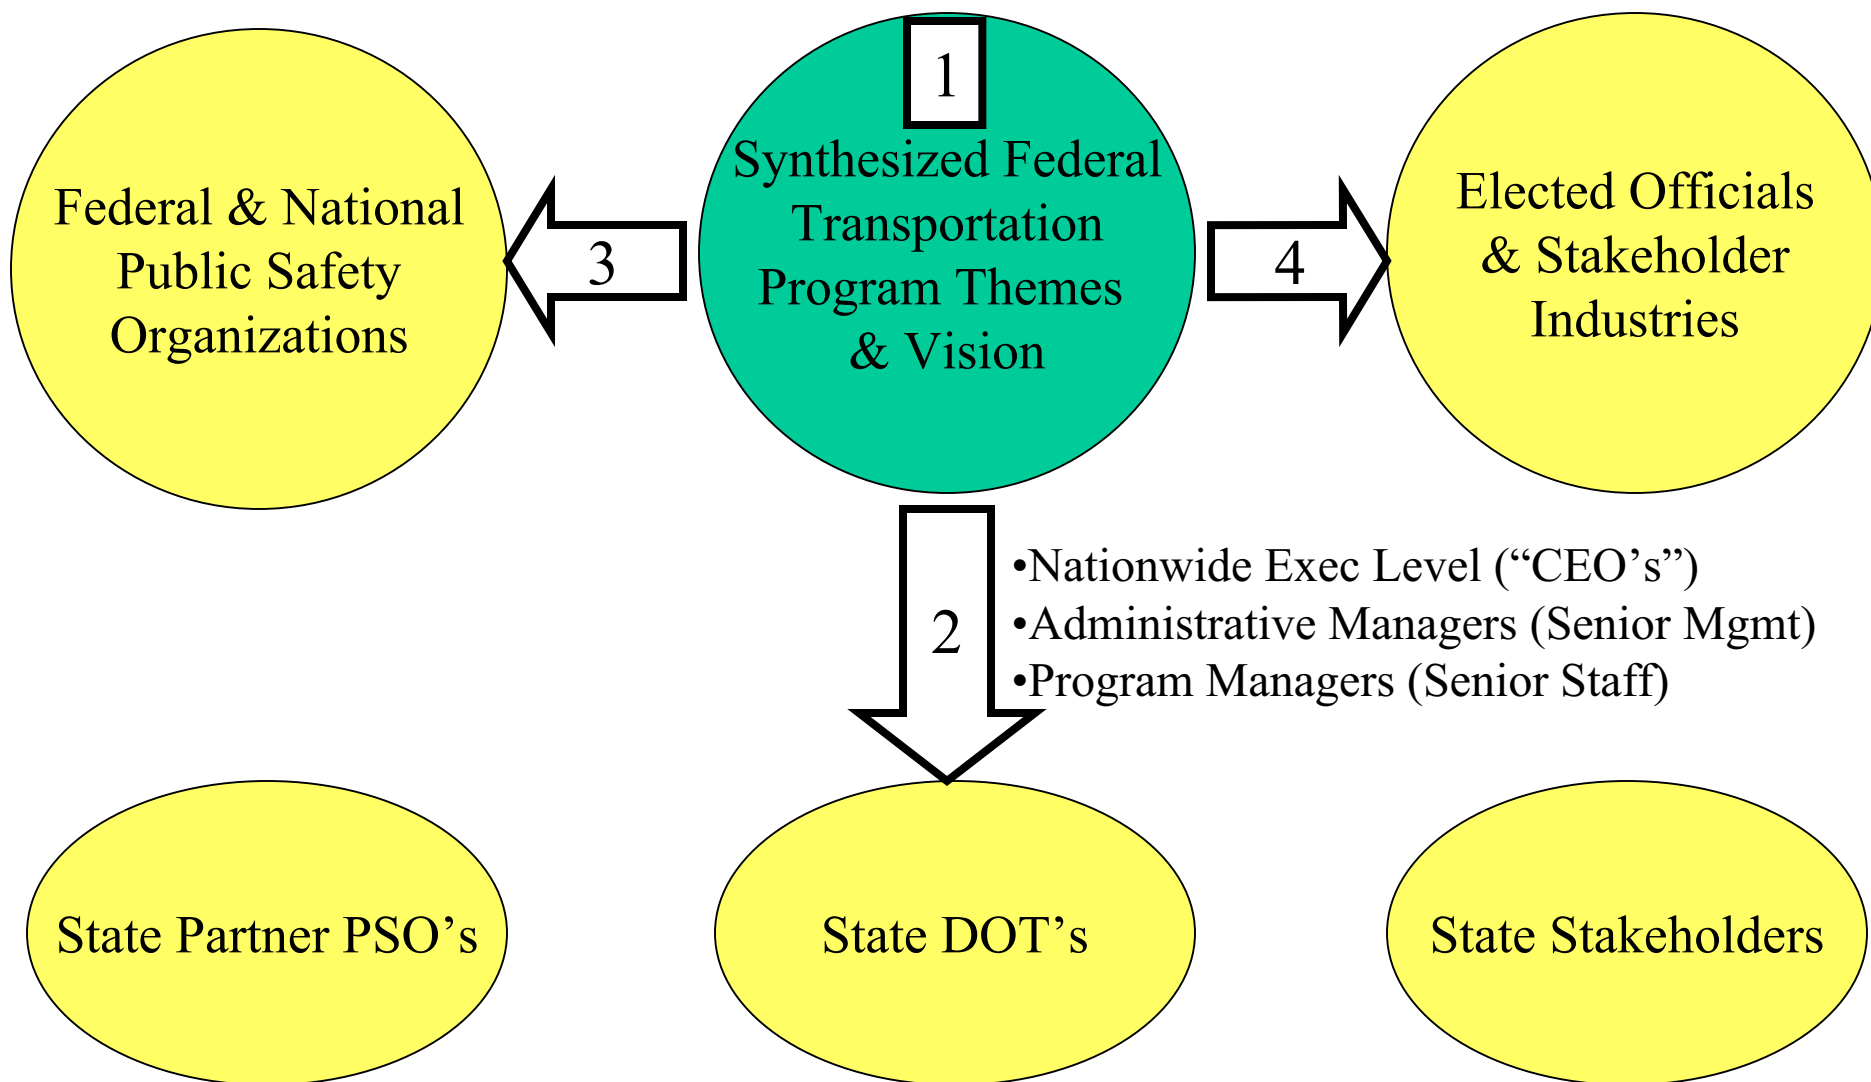 1
Synthesized Federal
Transportation
Program Themes
& Vision
Federal & National
Public Safety
Organizations
3
4
Elected Officials
& Stakeholder
Industries
2
•Nationwide Exec Level (“CEO’s”)
•Administrative Managers (Senior Mgmt)
•Program Managers (Senior Staff)
State Partner PSO’s
State DOT’s
State Stakeholders